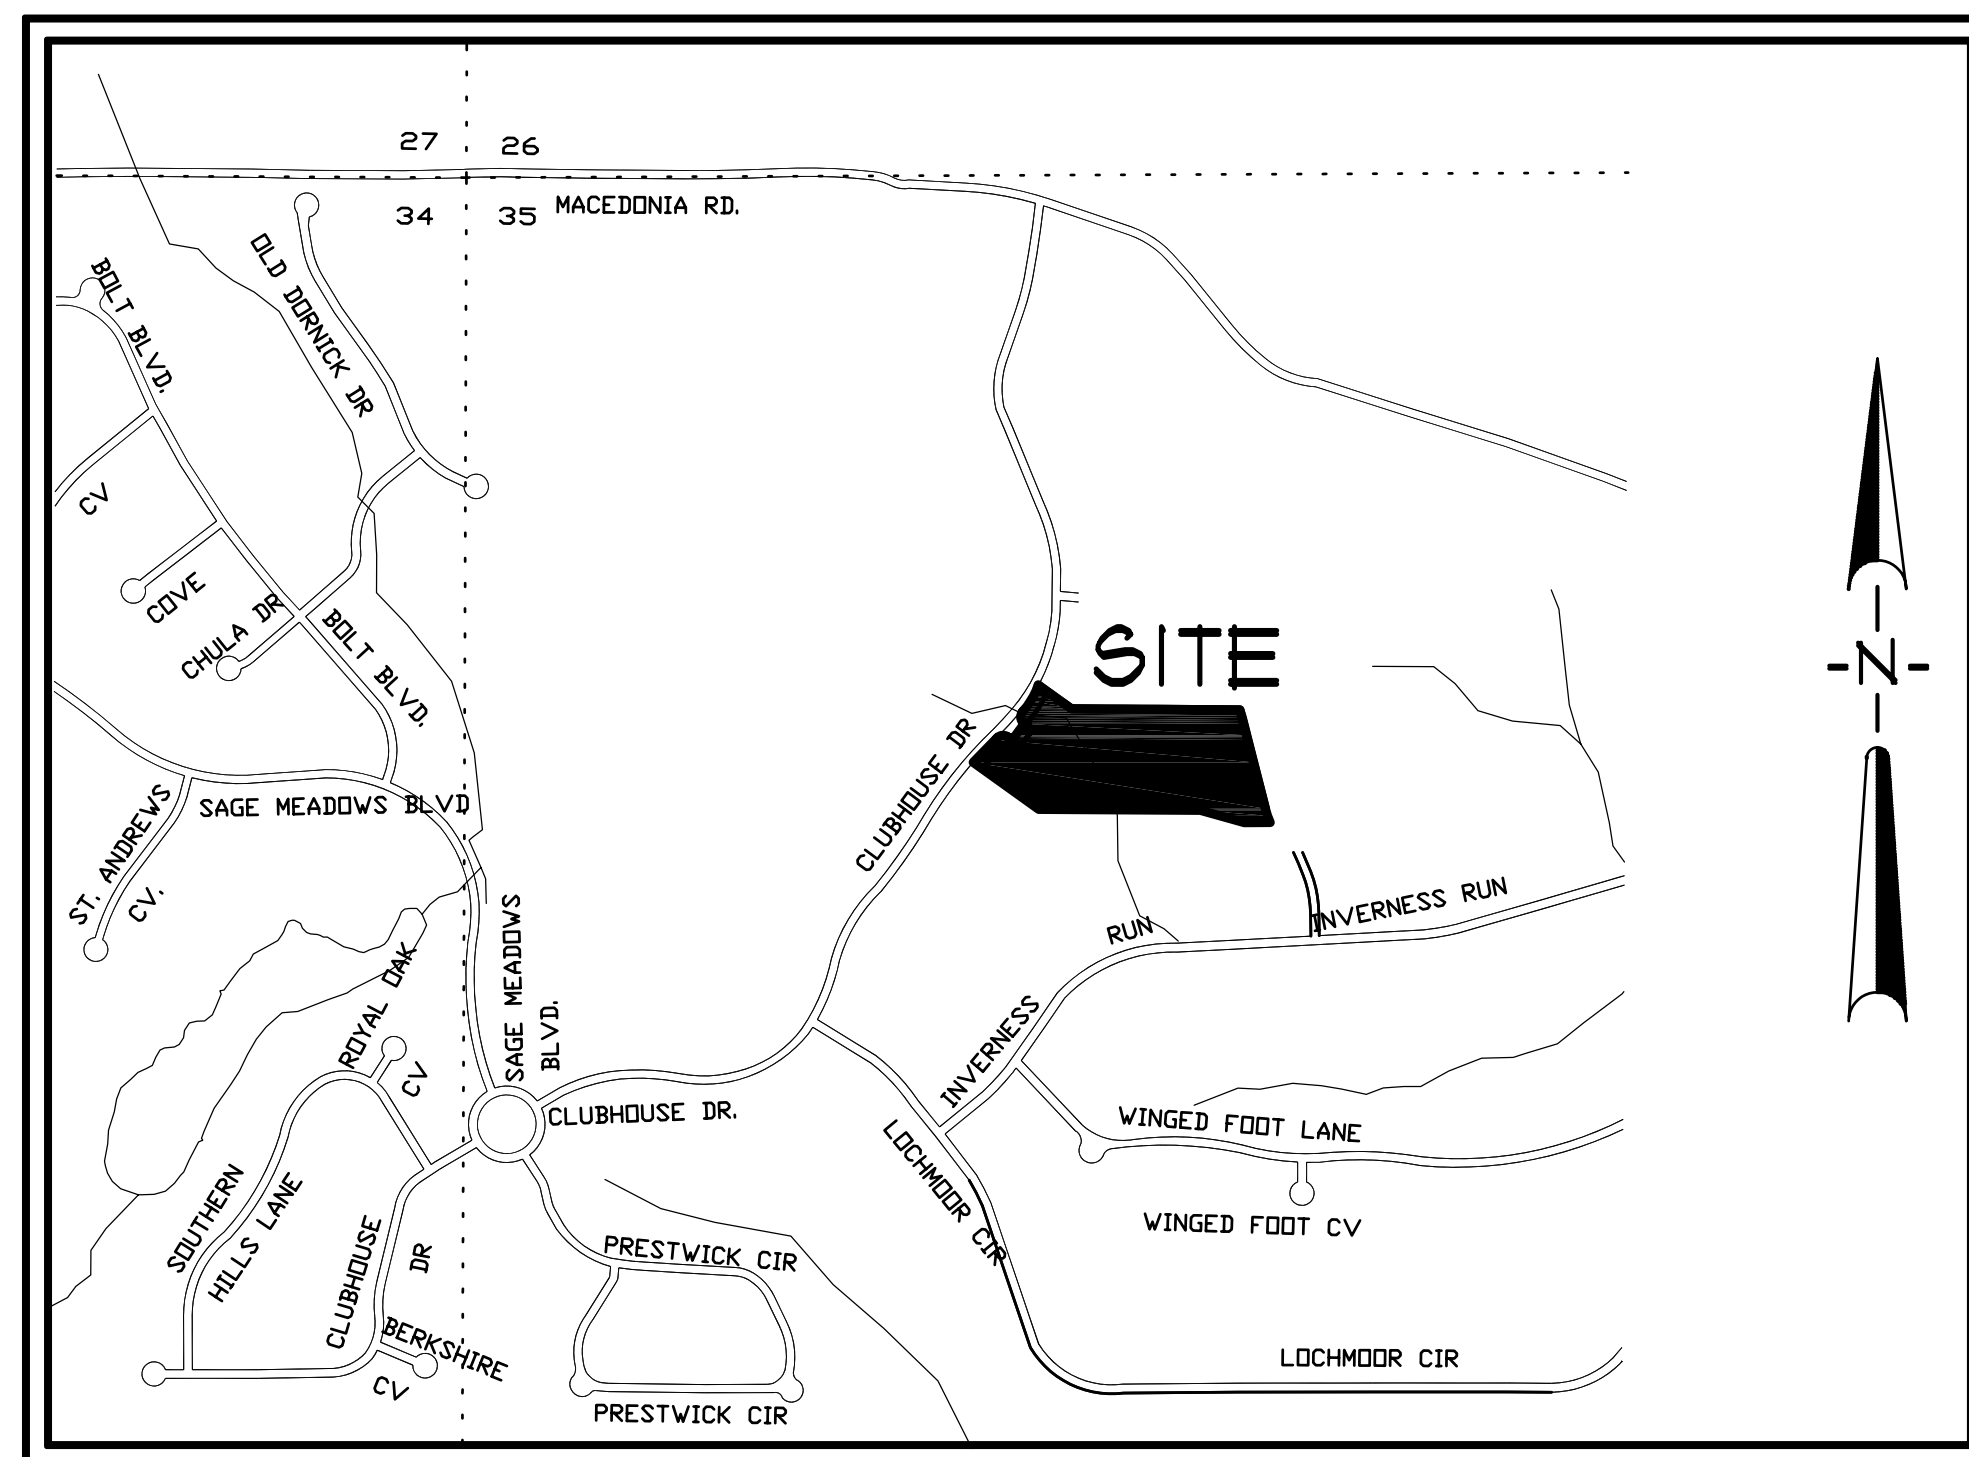 27
26
34
35
MACEDONIA RD.
OLD DORNICK DR
BOLT BLVD.
CV
COVE
CHULA DR
BOLT BLVD.
SITE
-N-
CLUBHOUSE DR
SAGE MEADOWS BLVD
ST. ANDREWS
CV.
SAGE MEADOWS
BLVD.
RUN
INVERNESS RUN
ROYAL OAK
CV
INVERNESS
CLUBHOUSE DR.
WINGED FOOT LANE
LOCHMOOR CIR
SOUTHERN
HILLS LANE
WINGED FOOT CV
CLUBHOUSE
DR
PRESTWICK CIR
BERKSHIRE
CV
LOCHMOOR CIR
PRESTWICK CIR